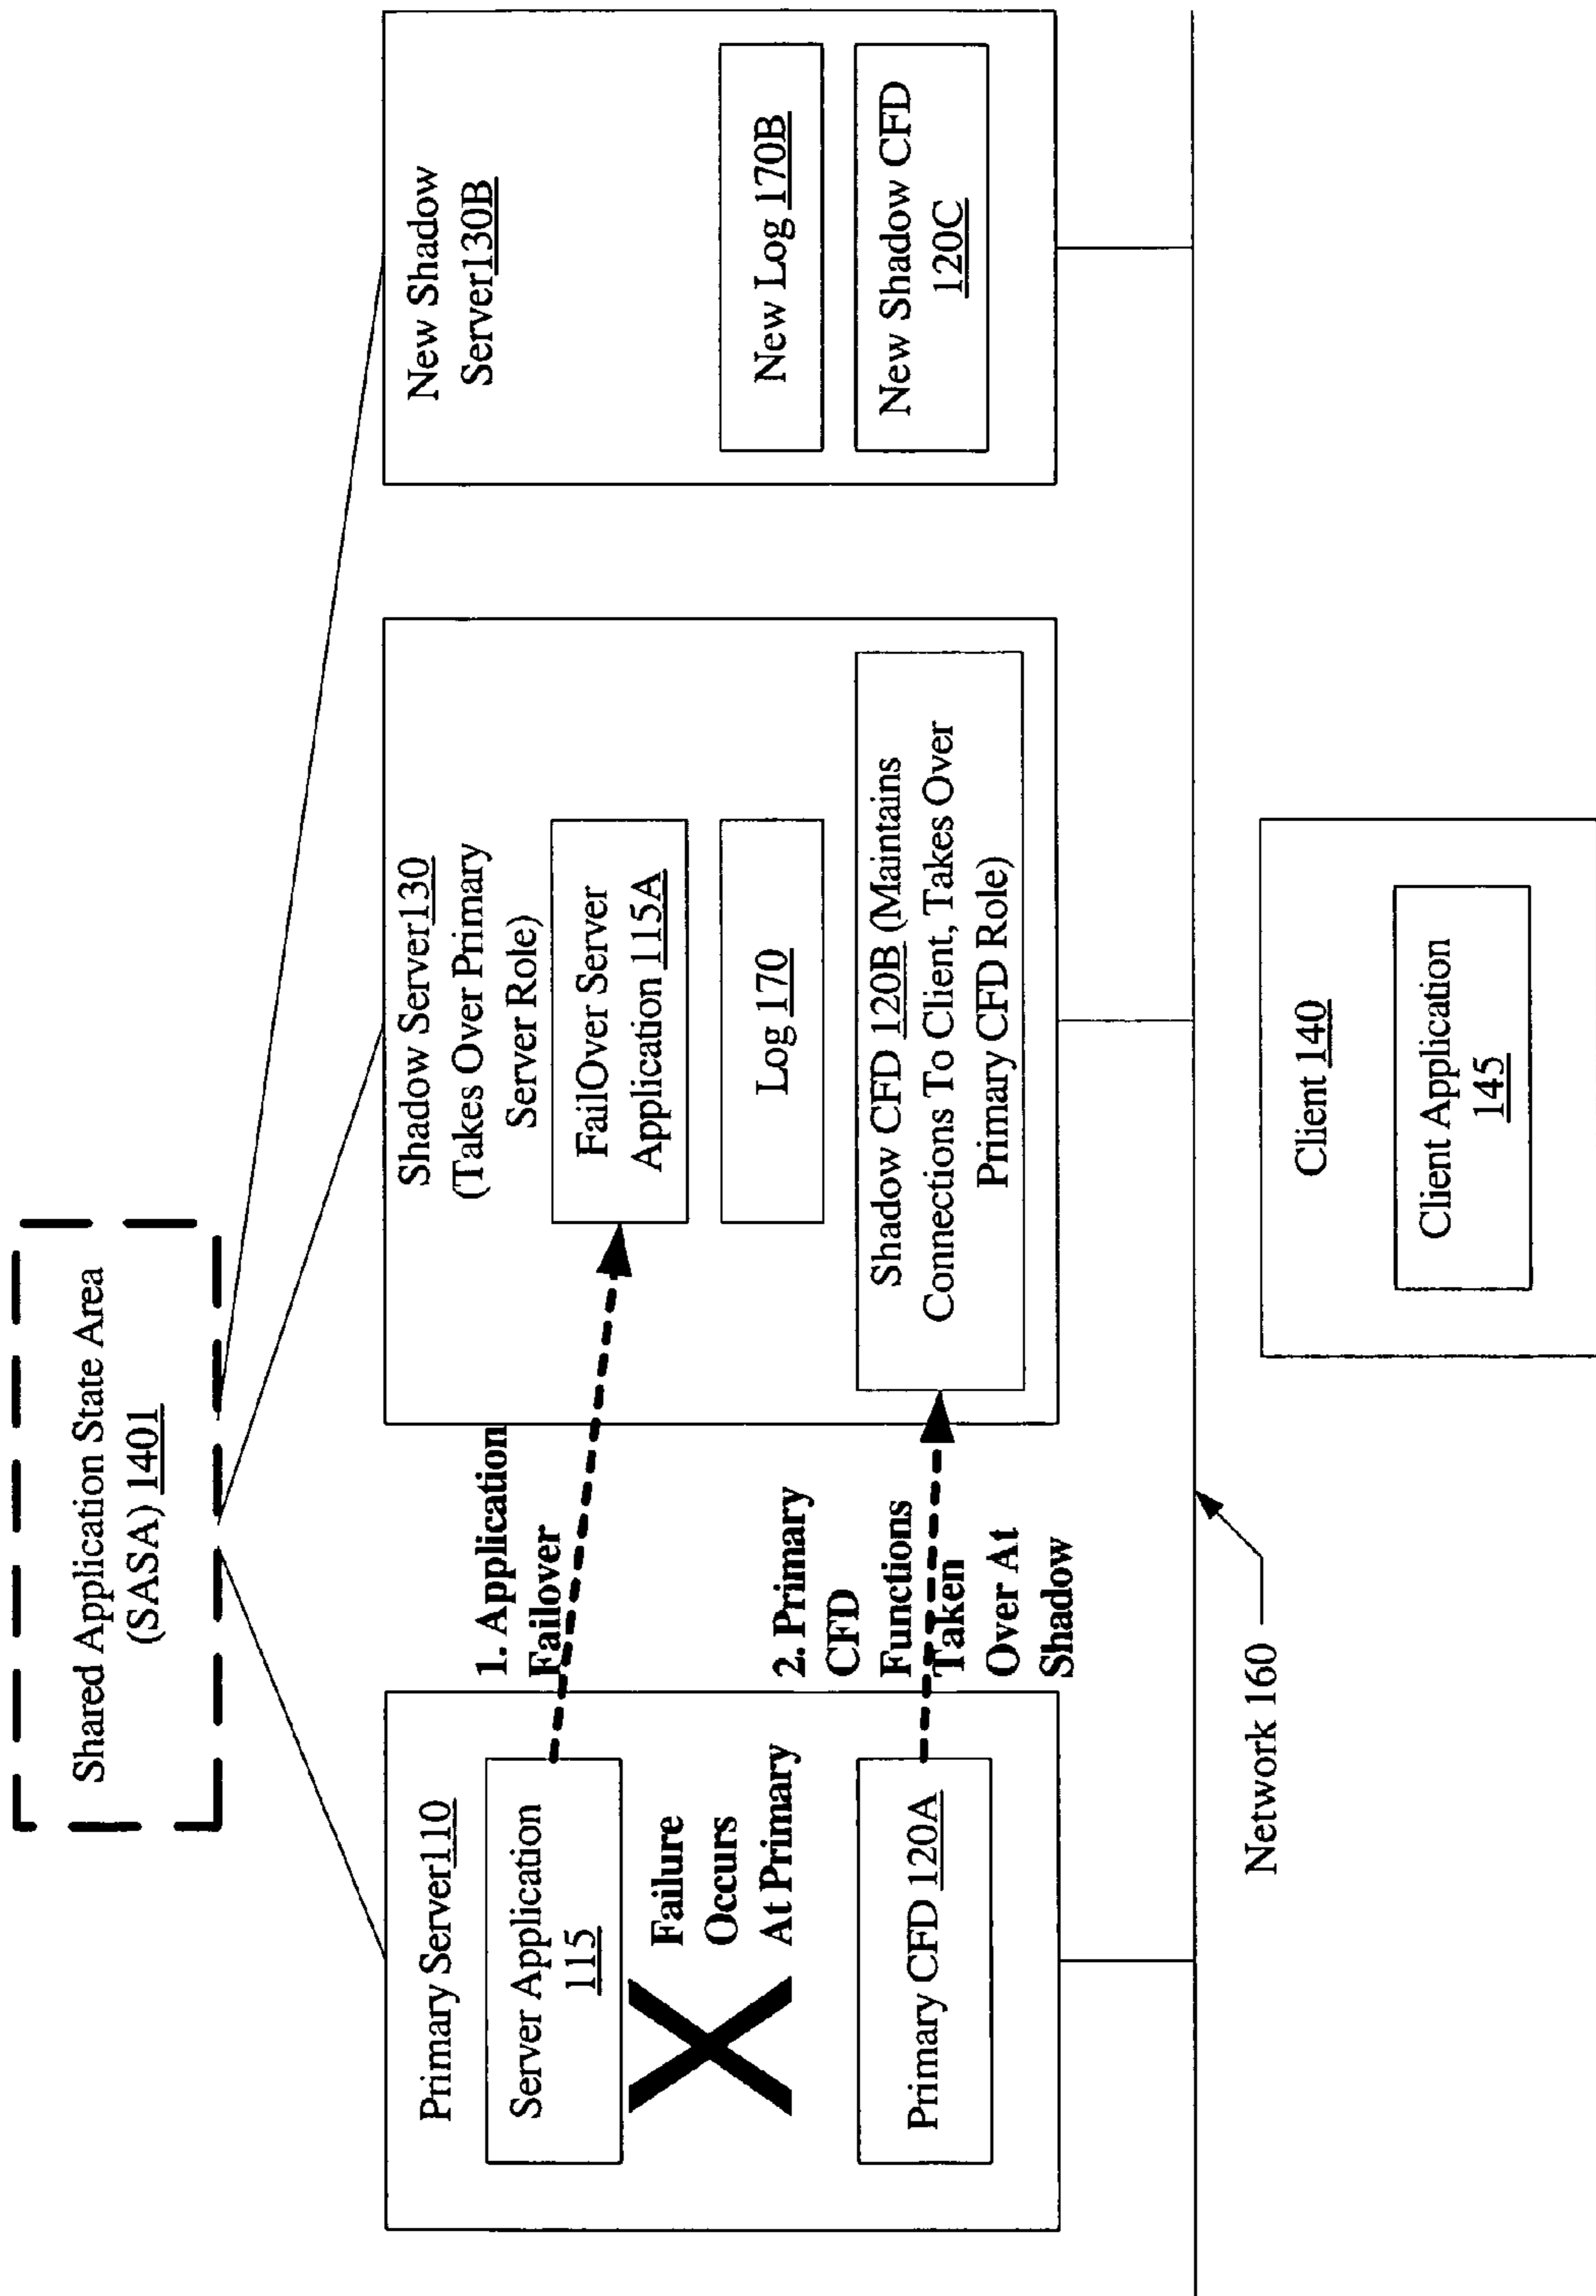 Shared Application State Area
(SASA) 1401
Primary Server110
Server Application
115
Failure
Occurs
At Primary
Primary CFD 120A
1. Application
Failover
2. Primary
CFD
Functions
Taken
Over At
Shadow
Shadow Server130
(Takes Over Primary
Server Role)
FailOver Server
Application 115A
Log 170
Shadow CFD 120B (Maintains
Connections To Client, Takes Over
Primary CFD Role)
New Shadow
Server130B
New Log 170B
New Shadow CFD
120C
Network 160
Client 140
Client Application
145